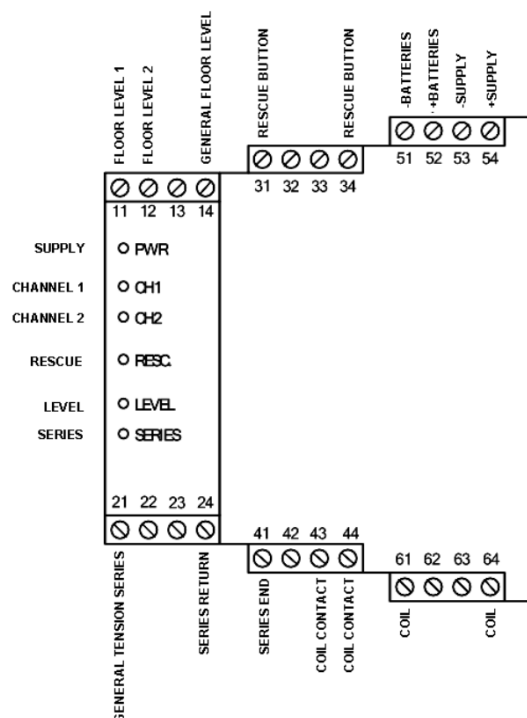 FLOOR LEVEL 1
FLOOR LEVEL 2
GENERAL FLOOR LEVEL
RESCUE BUTTON
RESCUE BUTTON
-BATTERIES
+BATTERIES
-SUPPLY
+SUPPLY
51 52 53 54
31 32 33 34
11 12 13 14
SUPPLY PWR
CHANNEL 1 CH1
CHANNEL 2 CH2
RESCUE RESC.
LEVEL LEVEL
SERIES SERIES
21 22 23 24
41 42 43 44
61 62 63 64
GENERAL TENSION SERIES
SERIES RETURN
SERIES END
COIL CONTACT
COIL CONTACT
COIL
COIL